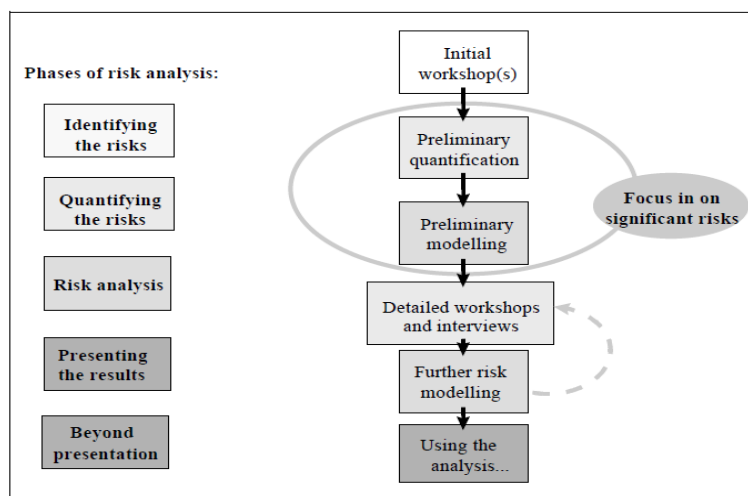 Phases of risk analysis:
Identifying
the risks
Quantifying
the risks
Risk analysis
Presenting
the results
Beyond
presentation
Initial
workshop(s)
Preliminary
quantification
Preliminary
modelling
Focus in on
significant risks
Detailed workshops
and interviews
Further risk
modelling
Using the
analysis...